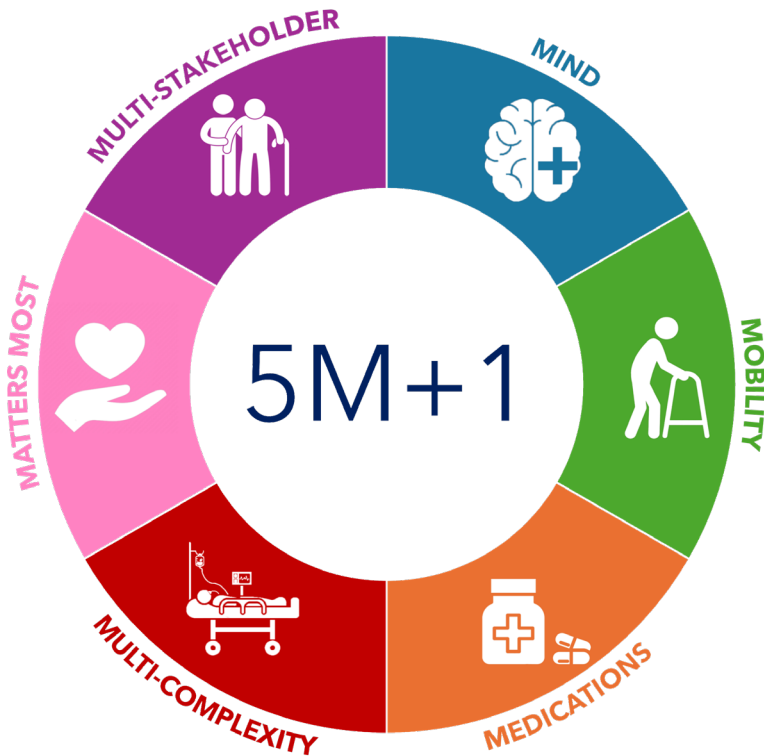 MULTI-STAKEHOLDER
MIND
MOBILITY
MEDICATIONS
MULTI-COMPLEXITY
MATTERS MOST
5M+1